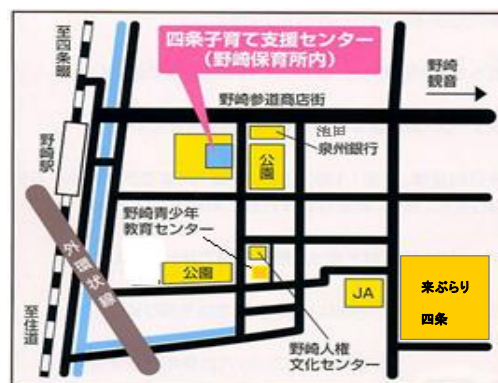 至四条畷
四条子育て支援センター
(野崎保育所内)
野崎
観音
野崎参道商店街
野崎駅
池田
泉州銀行
公園
野崎青少年
教育センター
外環状線
公園
JA
来ぶらり
四条
至住道
野崎人権
文化センター